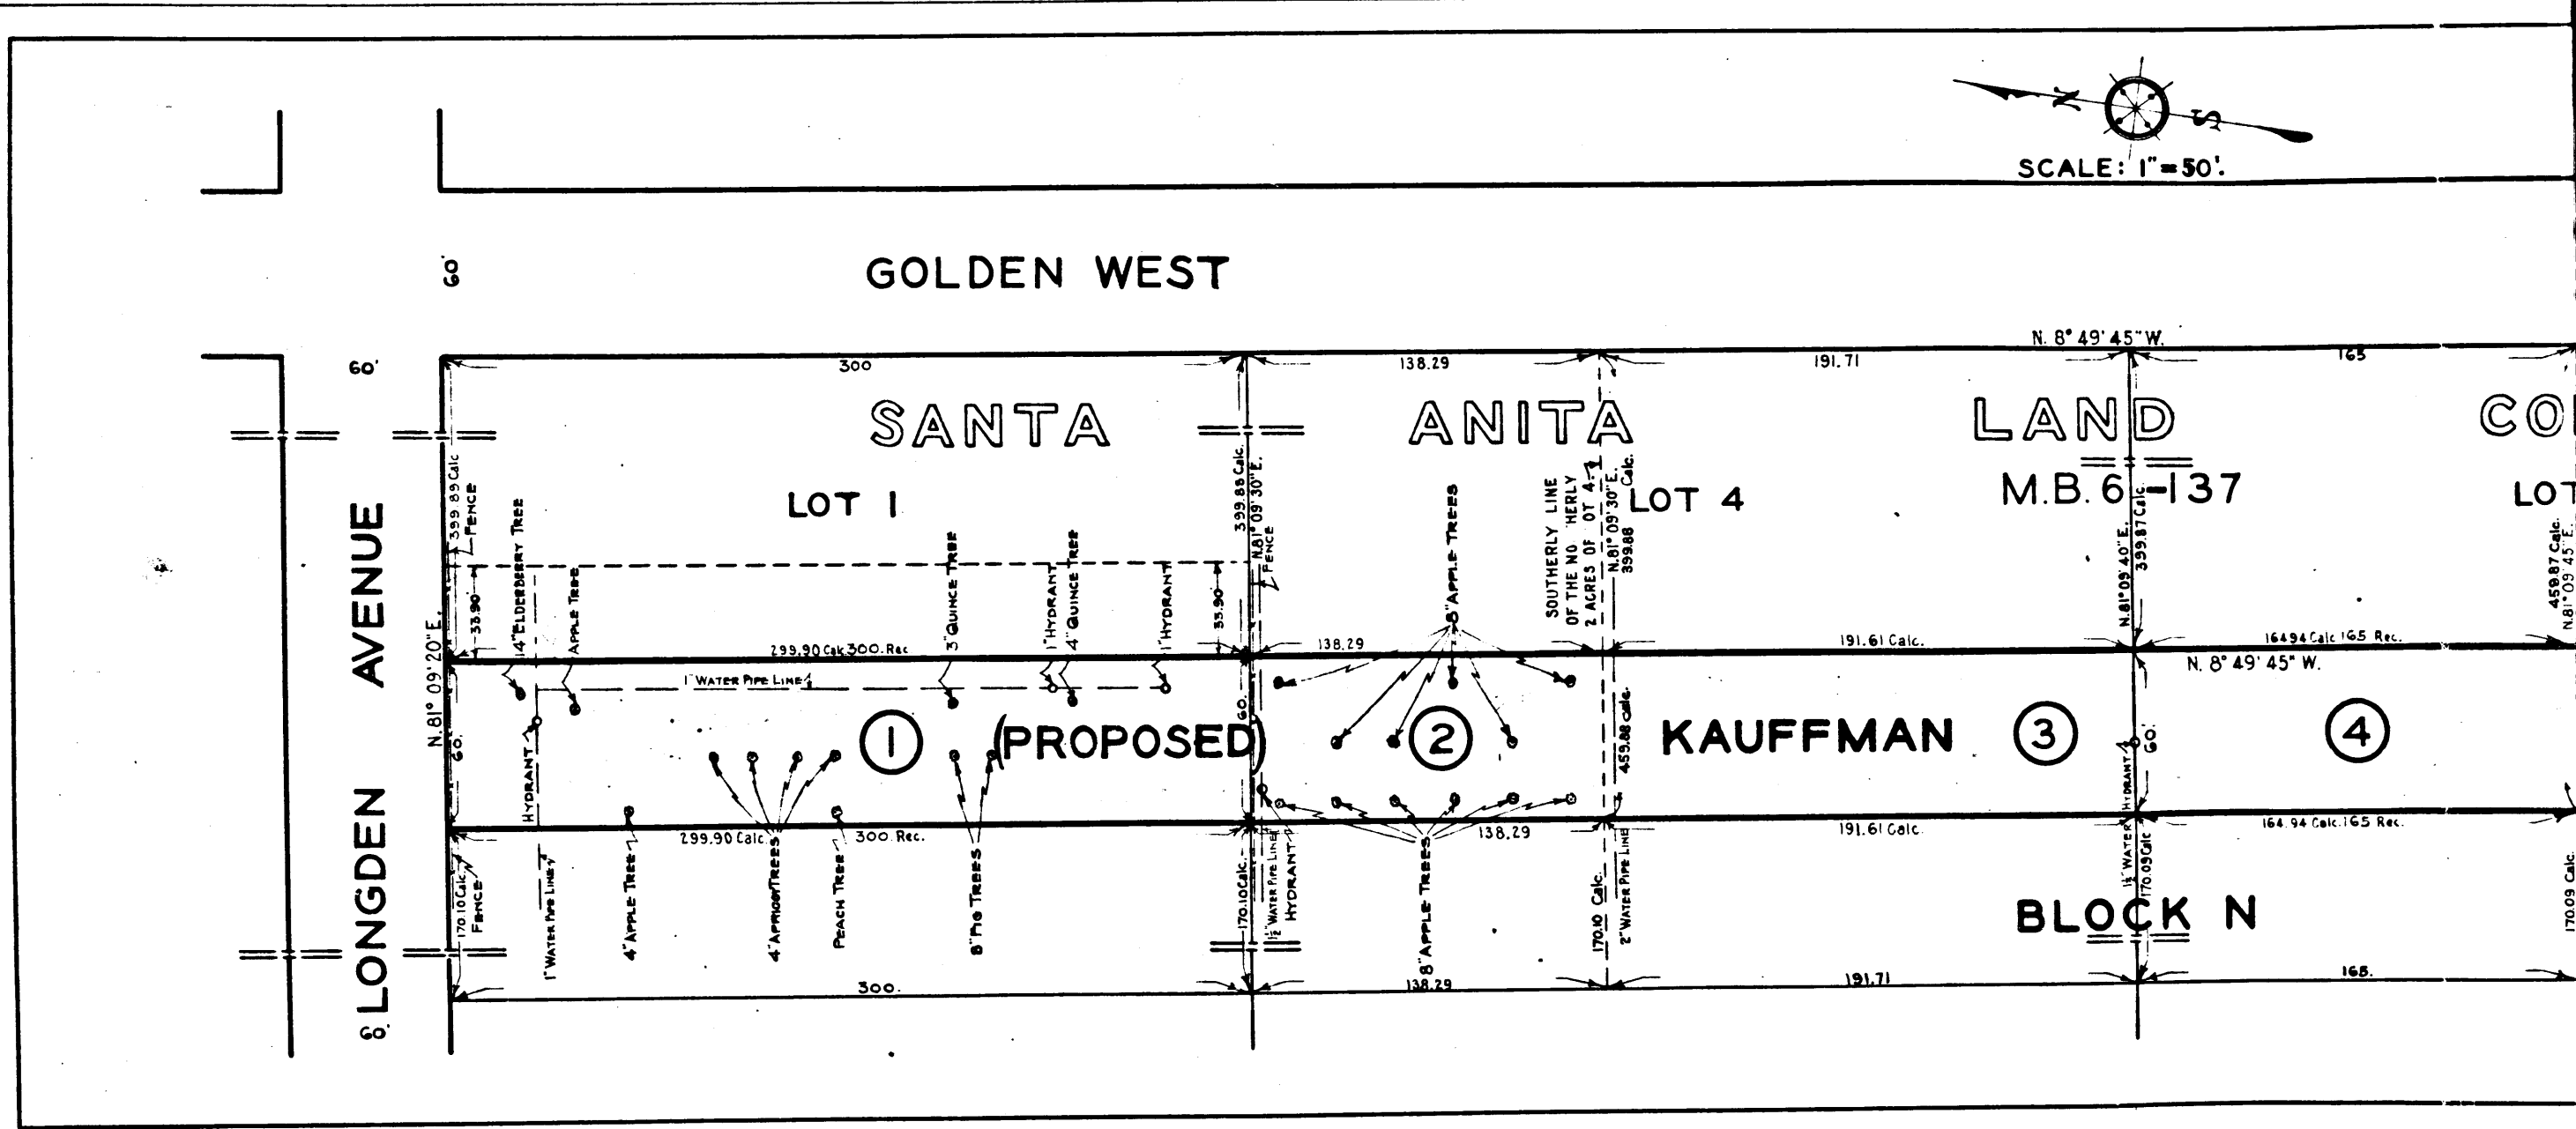 N
S
SCALE: 1"=50'.
GOLDEN WEST
60'
60'
N. 8° 49' 45" W.
300
138.29
191.71
165
SANTA ANITA LAND CO
M.B. 6-137
LOT 1
LOT 4
LOT
399.89 Calc
FENCE
14" ELDERBERRY TREE
APPLE TREE
33.90
3" QUINCE TREE
1" HYDRANT
4" QUINCE TREE
1" HYDRANT
33.90
399.88 Calc.
N.81° 09' 30" E.
FENCE
8" APPLE TREES
SOUTHERLY LINE
OF THE NO HERLY
2 ACRES OF OT 4
N.81° 09' 30" E.
399.88 Calc.
N.81° 09' 40" E.
399.87 Calc.
459.87 Calc.
N.81° 09' 45" E.
299.90 Calc. 300. Rec
138.29
191.61 Calc.
164.94 Calc. 165 Rec.
N. 8° 49' 45" W.
1" WATER PIPE LINE
N.81° 09' 20" E.
60.
HYDRANT
1
(PROPOSED)
60.
2
459.88 Calc.
KAUFFMAN
3
HYDRANT
60'
4
299.90 Calc. 300. Rec.
138.29
191.61 Calc.
164.94 Calc. 165 Rec.
LONGDEN AVENUE
60.
170.10 Calc.
FENCE
1" WATER PIPE LINE
4" APPLE TREE
4" APRICOT TREES
PEACH TREE
8" FIG TREES
170.10 Calc.
1½" WATER PIPE LINE
HYDRANT
8" APPLE TREES
170.10 Calc.
2" WATER PIPE LINE
1½" WATER
170.09 Calc
170.09 Calc.
BLOCK N
300.
138.29
191.71
165.